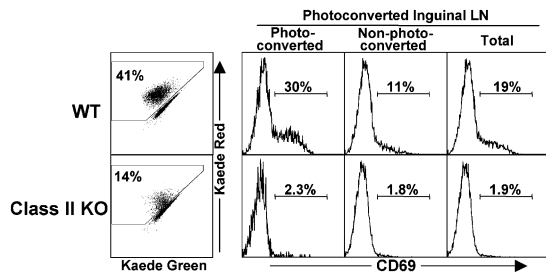 Photoconverted Inguinal LN
Photo-
converted
Non-photo-
converted
Total
WT
41%
30%
11%
19%
Kaede Red
Class II KO
14%
2.3%
1.8%
1.9%
Kaede Green
CD69